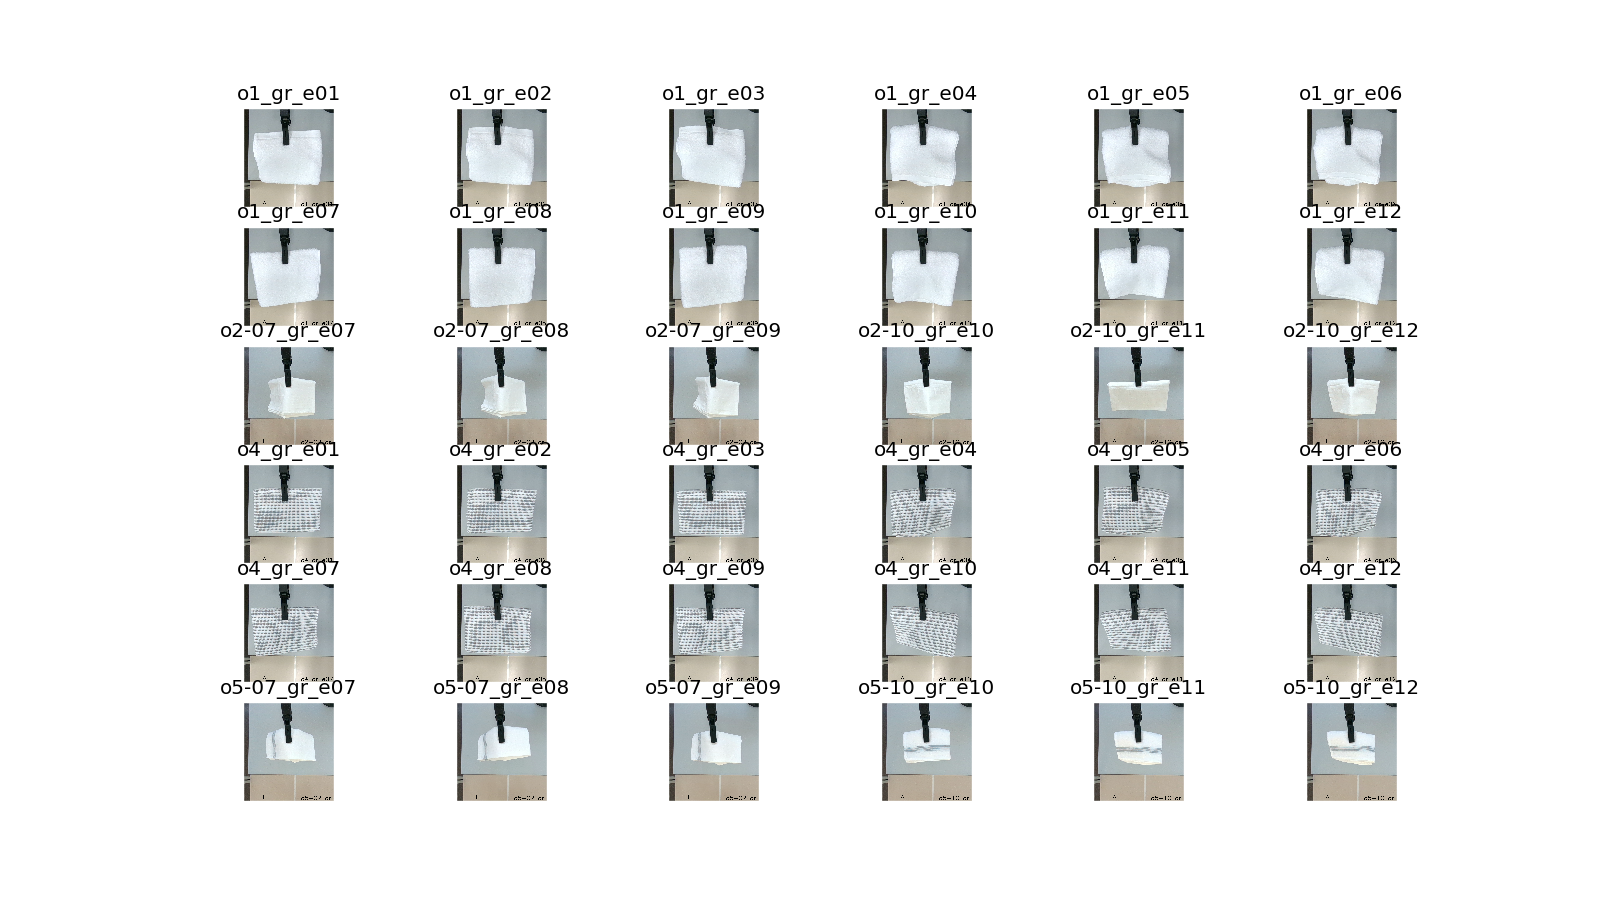 o1_gr_e01 o1_gr_e02 o1_gr_e03 o1_gr_e04 o1_gr_e05 o1_gr_e06
o1_gr_e07 o1_gr_e08 o1_gr_e09 o1_gr_e10 o1_gr_e11 o1_gr_e12
o2-07_gr_e07 o2-07_gr_e08 o2-07_gr_e09 o2-10_gr_e10 o2-10_gr_e11 o2-10_gr_e12
o4_gr_e01 o4_gr_e02 o4_gr_e03 o4_gr_e04 o4_gr_e05 o4_gr_e06
o4_gr_e07 o4_gr_e08 o4_gr_e09 o4_gr_e10 o4_gr_e11 o4_gr_e12
o5-07_gr_e07 o5-07_gr_e08 o5-07_gr_e09 o5-10_gr_e10 o5-10_gr_e11 o5-10_gr_e12